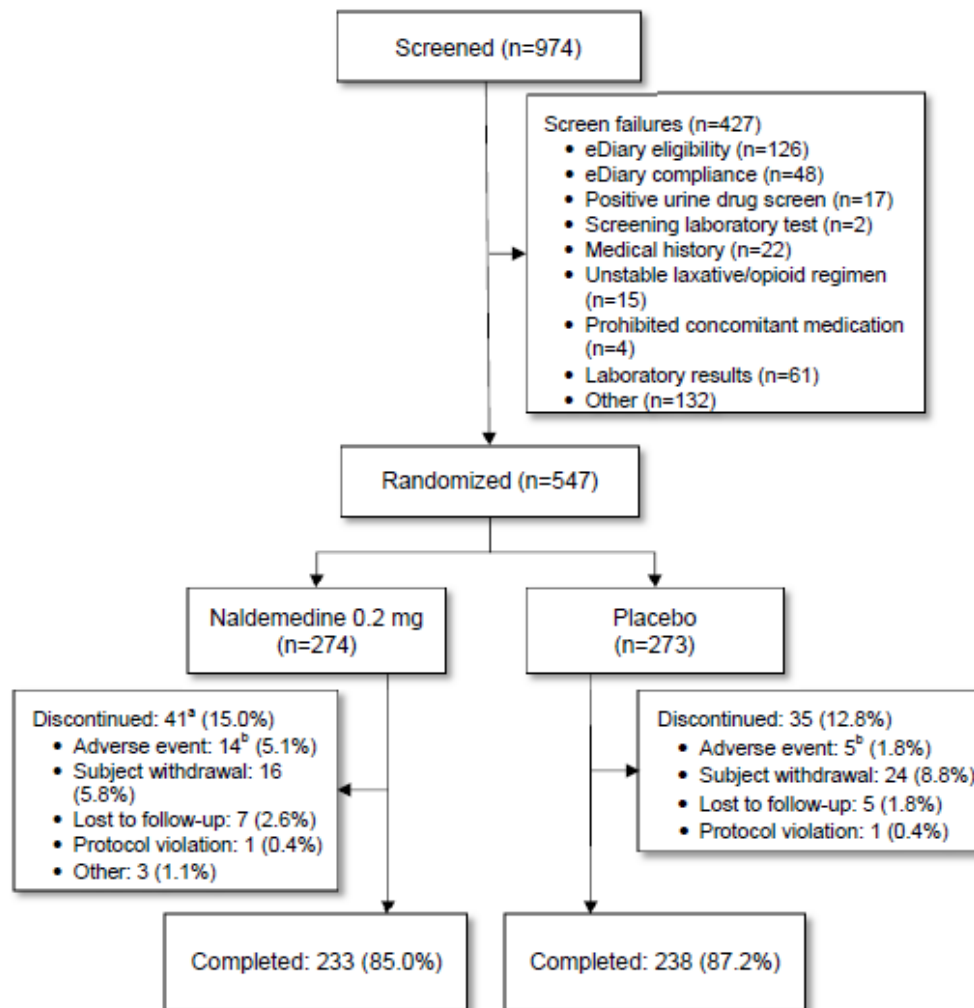 Screened (n=974)
Screen failures (n=427)
• eDiary eligibility (n=126)
• eDiary compliance (n=48)
• Positive urine drug screen (n=17)
• Screening laboratory test (n=2)
• Medical history (n=22)
• Unstable laxative/opioid regimen
(n=15)
• Prohibited concomitant medication
(n=4)
• Laboratory results (n=61)
• Other (n=132)
Randomized (n=547)
Naldemedine 0.2 mg
(n=274)
Placebo
(n=273)
Discontinued: 41ᵃ (15.0%)
• Adverse event: 14ᵇ (5.1%)
• Subject withdrawal: 16
(5.8%)
• Lost to follow-up: 7 (2.6%)
• Protocol violation: 1 (0.4%)
• Other: 3 (1.1%)
Discontinued: 35 (12.8%)
• Adverse event: 5ᵇ (1.8%)
• Subject withdrawal: 24 (8.8%)
• Lost to follow-up: 5 (1.8%)
• Protocol violation: 1 (0.4%)
Completed: 233 (85.0%)
Completed: 238 (87.2%)